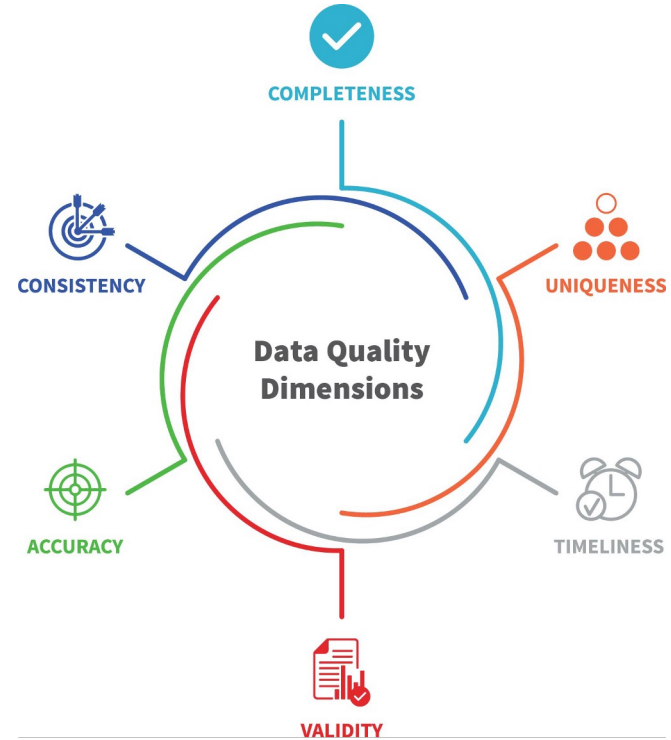 COMPLETENESS
CONSISTENCY
UNIQUENESS
Data Quality
Dimensions
ACCURACY
TIMELINESS
VALIDITY